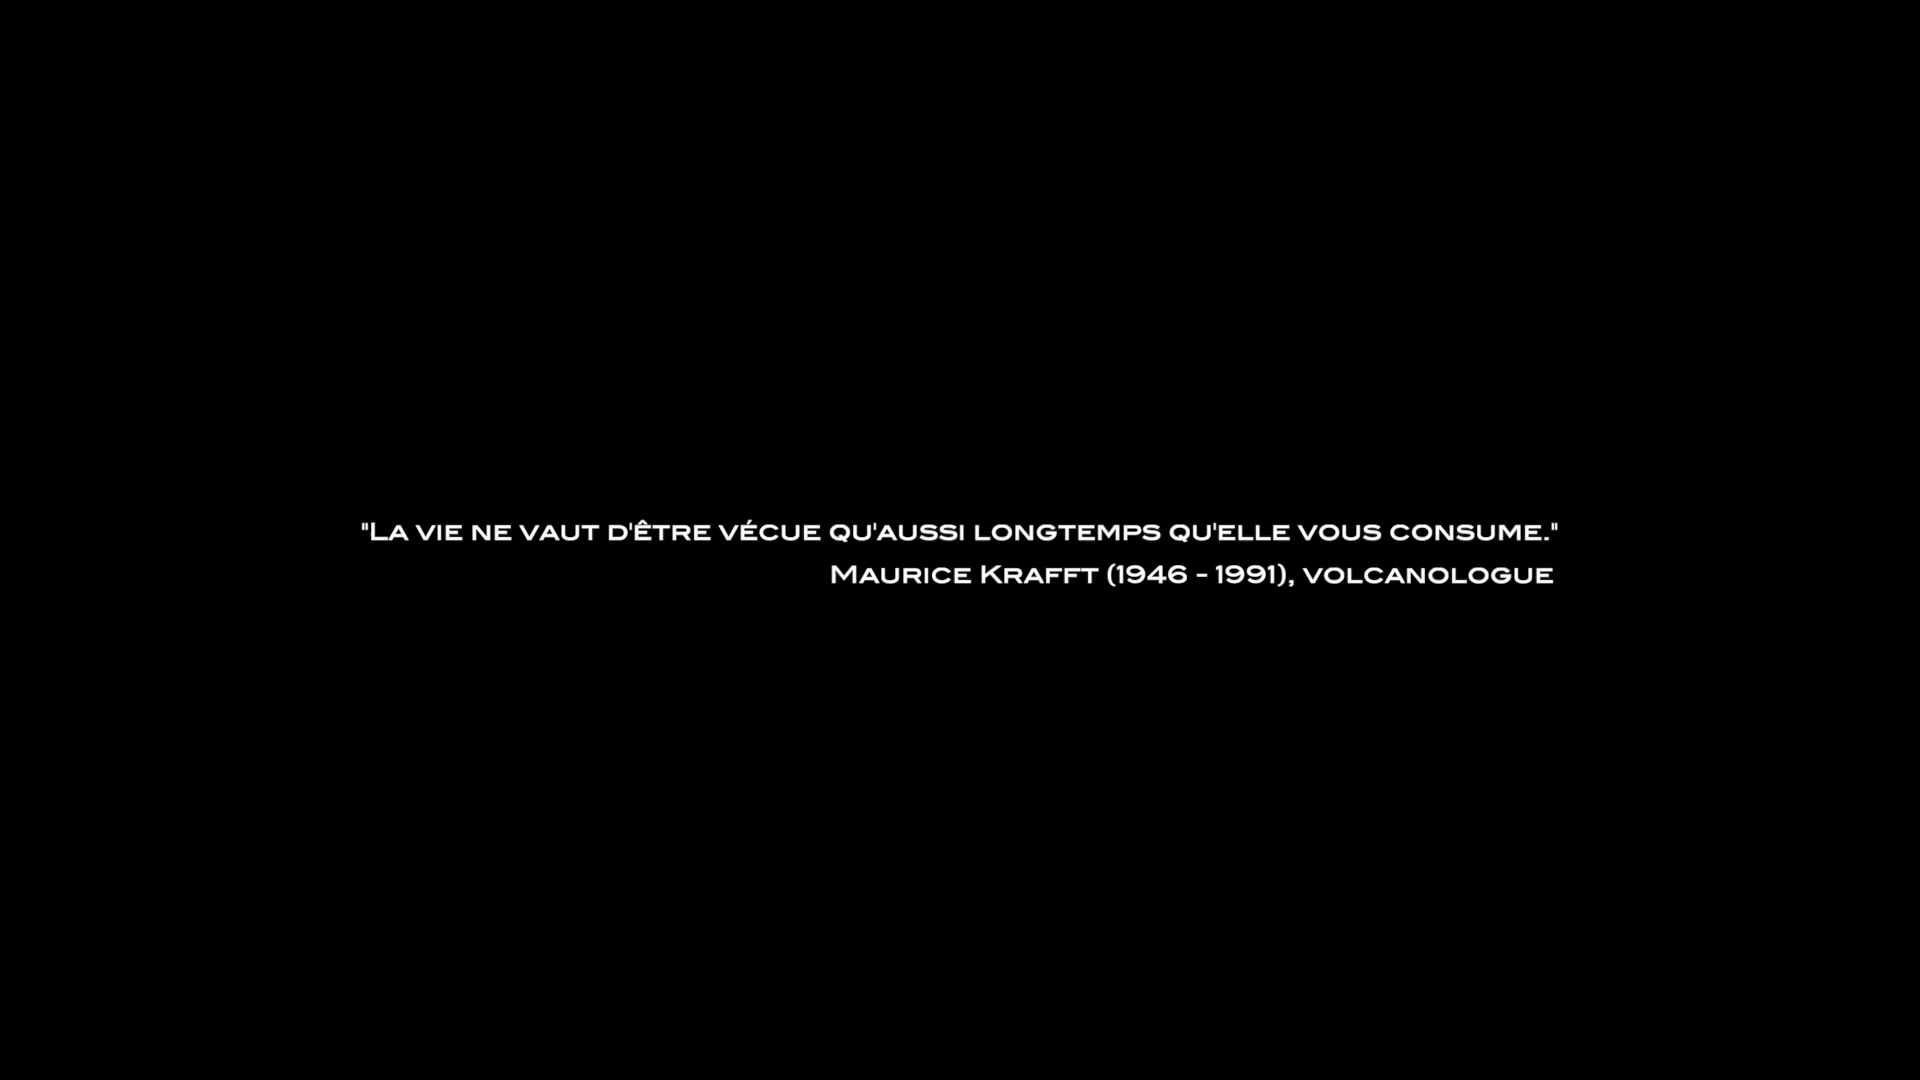 "La vie ne vaut d'être vécue qu'aussi longtemps qu'elle vous consume."
Maurice Krafft (1946 - 1991), volcanologue